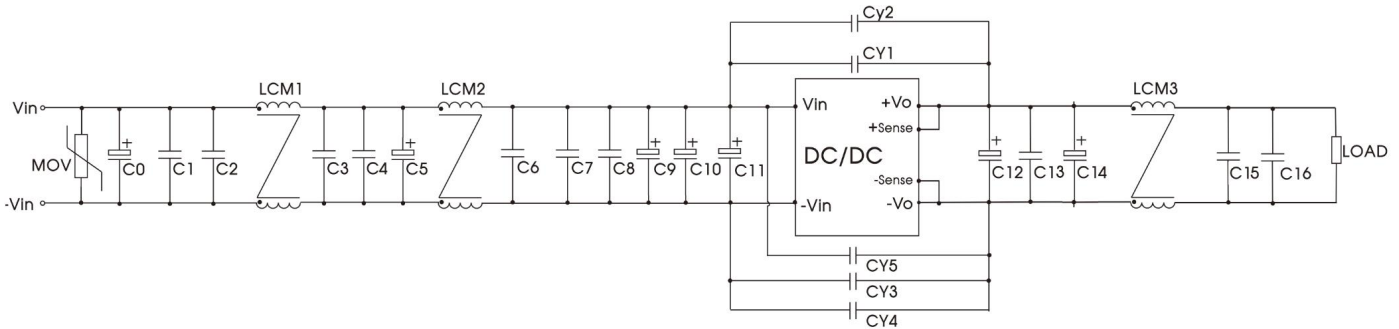 Cy2
CY1
LCM1
LCM2
LCM3
Vin
Vin
+Vo
+Sense
MOV
+
C0
C1
C2
C3
C4
+
C5
C6
C7
C8
+
C9
+
C10
+
C11
DC/DC
+
C12
C13
+
C14
C15
C16
LOAD
-Sense
-Vin
-Vin
-Vo
CY5
CY3
CY4